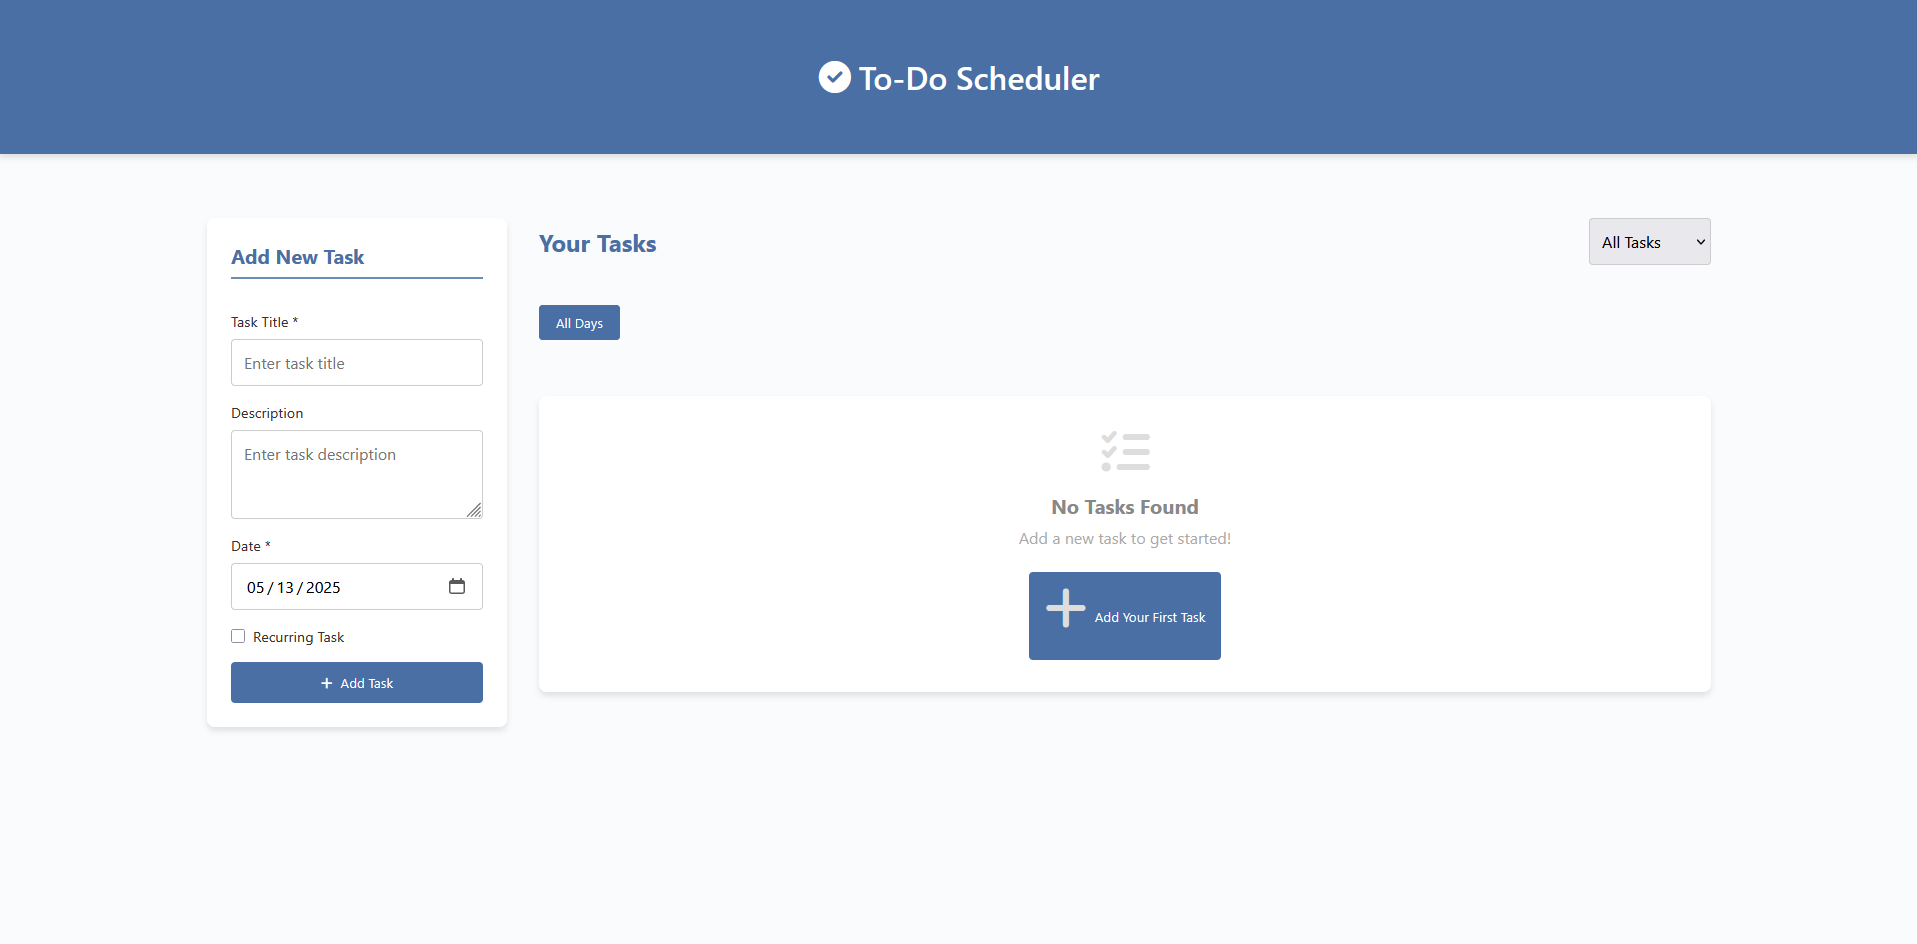 To-Do Scheduler
Add New Task
Task Title *
Enter task title
Description
Enter task description
Date *
05/13/2025
Recurring Task
Add Task
Your Tasks
All Tasks
All Days
No Tasks Found
Add a new task to get started!
Add Your First Task